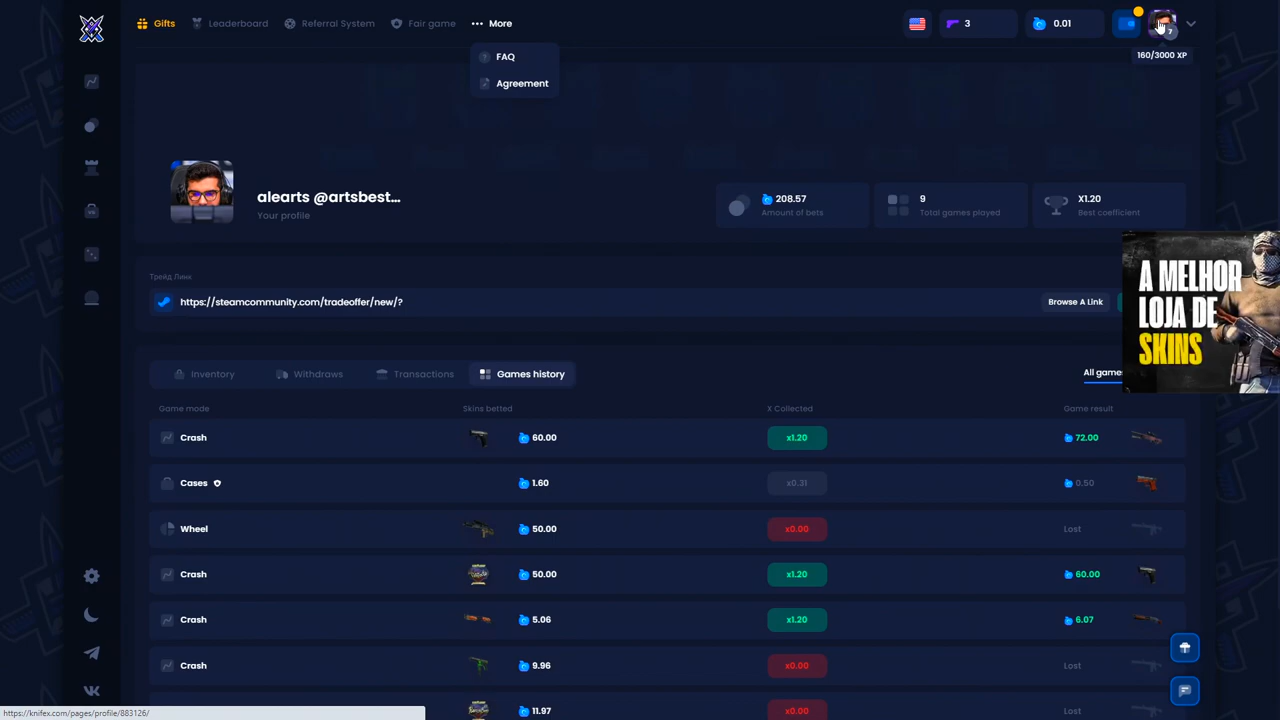 Gifts
Leaderboard
Referral System
Fair game
More
3
0.01
7
FAQ
160/3000 XP
Agreement
alearts @artsbest...
Your profile
208.57
Amount of bets
9
Total games played
X1.20
Best coefficient
Трейд Линк
https://steamcommunity.com/tradeoffer/new/?
Browse A Link
A MELHOR
LOJA DE
SKINS
Inventory
Withdraws
Transactions
Games history
All games
Game mode
Skins betted
X Collected
Game result
Crash
60.00
x1.20
72.00
Cases
1.60
x0.31
0.50
Wheel
50.00
x0.00
Lost
Crash
50.00
x1.20
60.00
Crash
5.06
x1.20
6.07
Crash
9.96
x0.00
Lost
Crash
11.97
x0.00
Lost
https://knifex.com/pages/profile/883126/